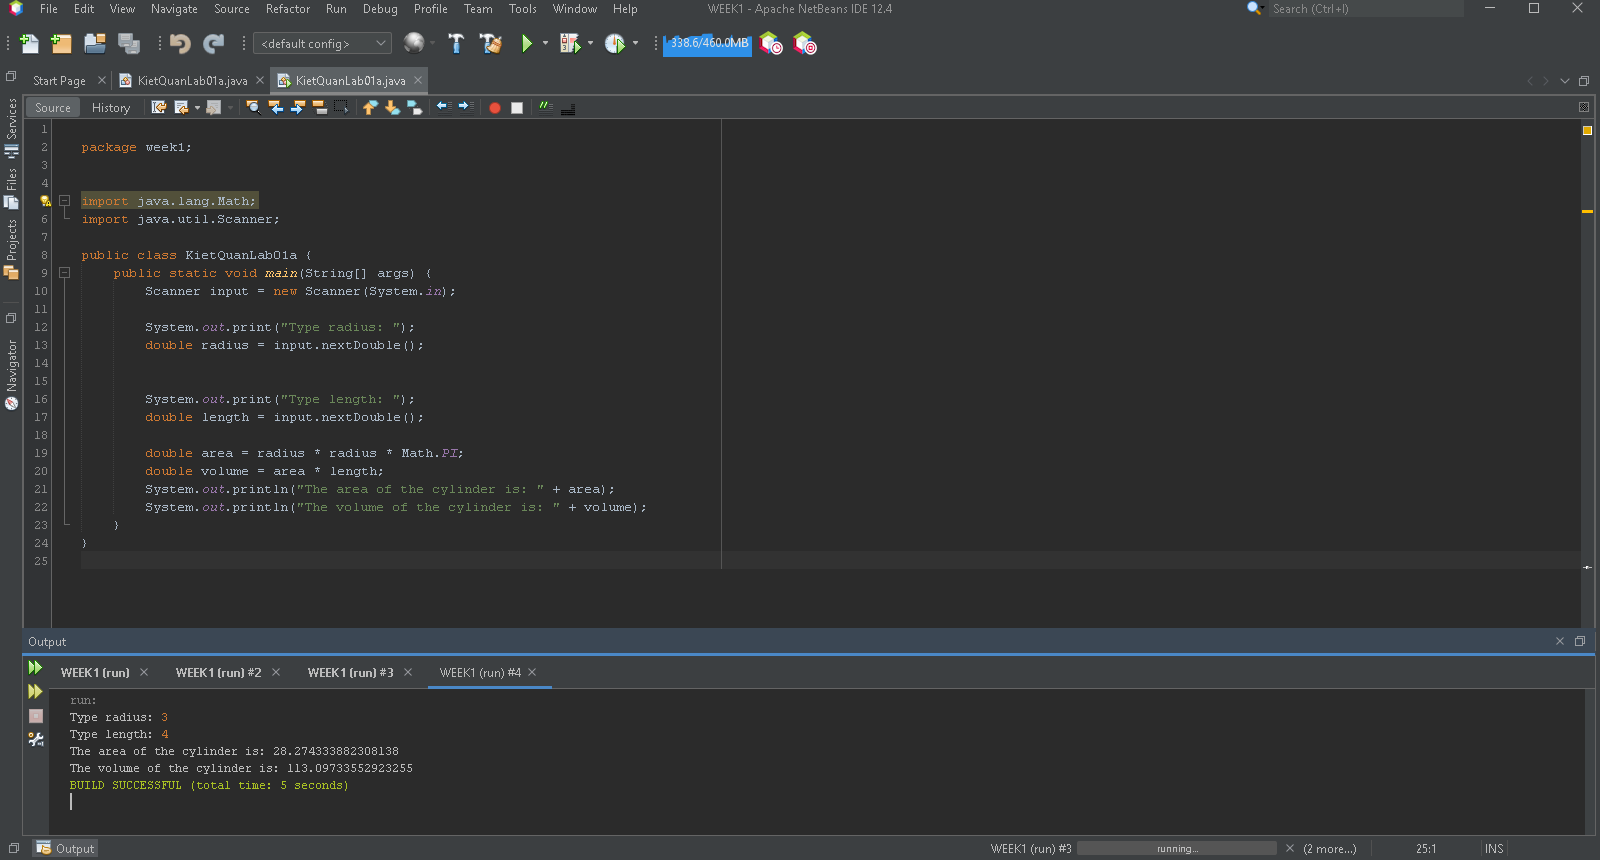 File Edit View Navigate Source Refactor Run Debug Profile Team Tools Window Help
WEEK1 - Apache NetBeans IDE 12.4
Search (Ctrl+I)
<default config>
338.6/460.0MB
Start Page
KietQuanLab01a.java
KietQuanLab01a.java
Source History
Services
Files
Projects
Navigator
1
2 package week1;
3
4
import java.lang.Math;
6 import java.util.Scanner;
7
8 public class KietQuanLab01a {
9 public static void main(String[] args) {
10 Scanner input = new Scanner(System.in);
11
12 System.out.print("Type radius: ");
13 double radius = input.nextDouble();
14
15
16 System.out.print("Type length: ");
17 double length = input.nextDouble();
18
19 double area = radius * radius * Math.PI;
20 double volume = area * length;
21 System.out.println("The area of the cylinder is: " + area);
22 System.out.println("The volume of the cylinder is: " + volume);
23 }
24 }
25
Output
WEEK1 (run) WEEK1 (run) #2 WEEK1 (run) #3 WEEK1 (run) #4
run:
Type radius: 3
Type length: 4
The area of the cylinder is: 28.274333882308138
The volume of the cylinder is: 113.09733552923255
BUILD SUCCESSFUL (total time: 5 seconds)
Output
WEEK1 (run) #3 running... (2 more...) 25:1 INS